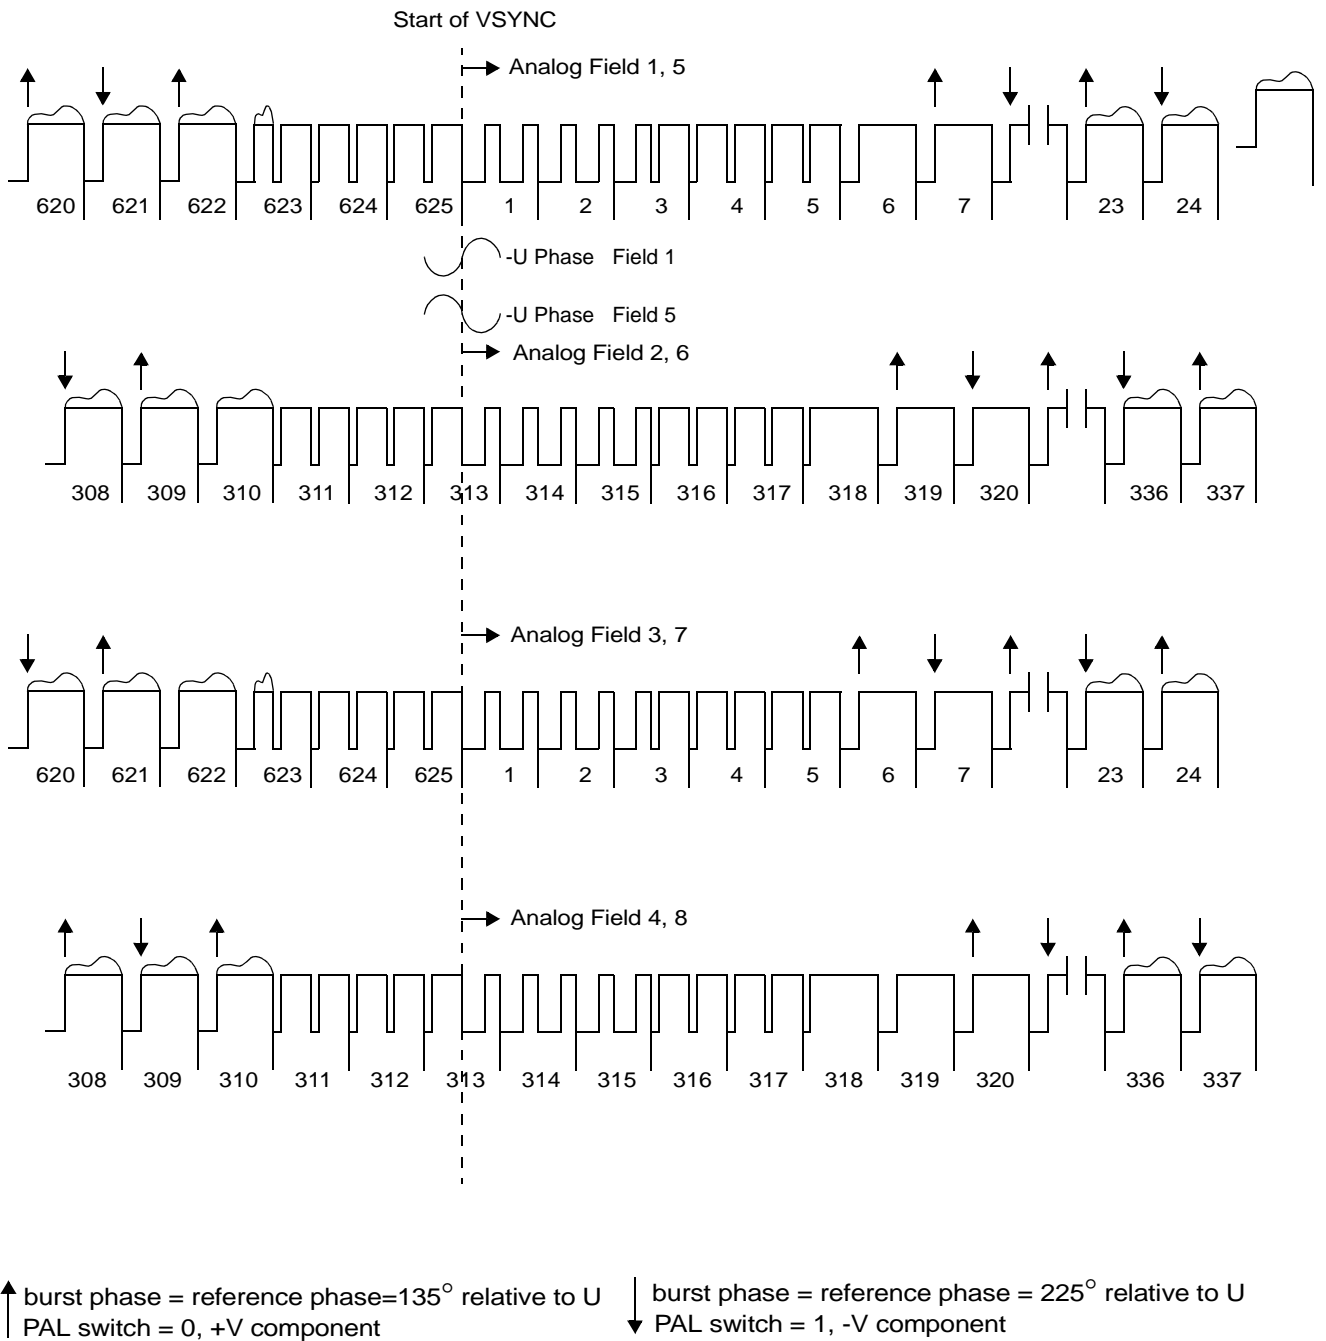 Start of VSYNC
Analog Field 1, 5
620 621 622 623 624 625 1 2 3 4 5 6 7 23 24
-U Phase Field 1
-U Phase Field 5
Analog Field 2, 6
308 309 310 311 312 313 314 315 316 317 318 319 320 336 337
Analog Field 3, 7
620 621 622 623 624 625 1 2 3 4 5 6 7 23 24
Analog Field 4, 8
308 309 310 311 312 313 314 315 316 317 318 319 320 336 337
burst phase = reference phase=135° relative to U
PAL switch = 0, +V component
burst phase = reference phase = 225° relative to U
PAL switch = 1, -V component